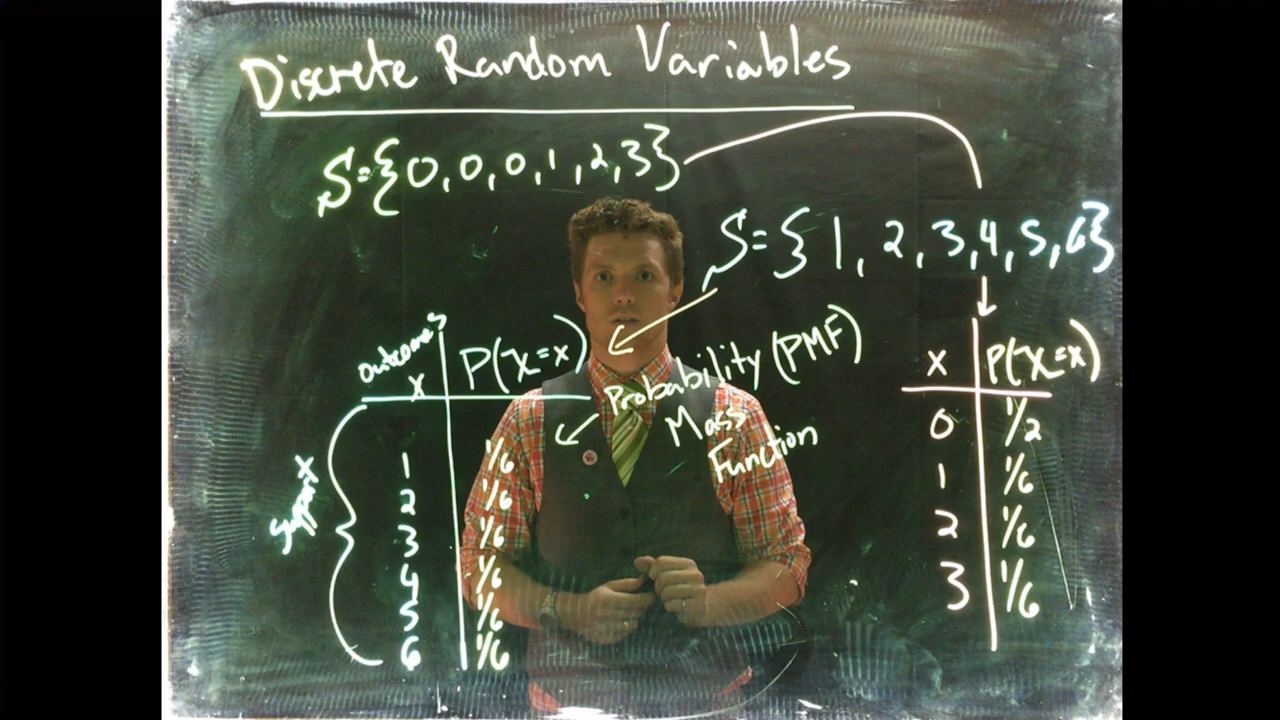 Discrete Random Variables
S={0,0,0,1,2,3}
S={1,2,3,4,5,6}
outcomes
x P(X=x)
1 1/6
2 1/6
3 1/6
4 1/6
5 1/6
6 1/6
Support
Probability (PMF)
Mass
Function
x P(X=x)
0 1/2
1 1/6
2 1/6
3 1/6